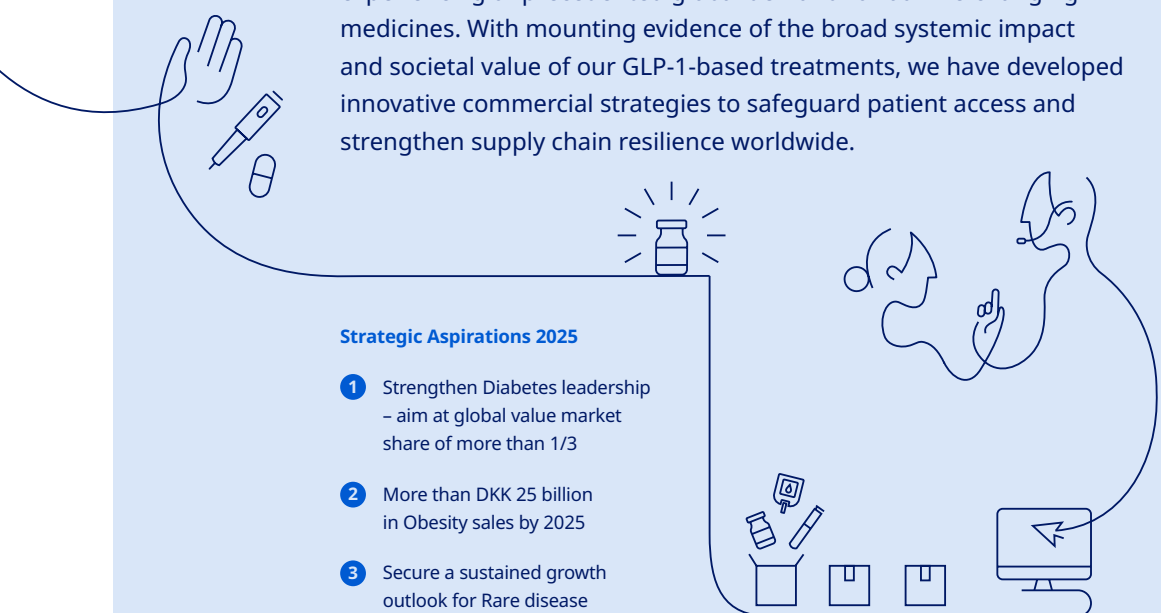 medicines. With mounting evidence of the broad systemic impact
and societal value of our GLP-1-based treatments, we have developed
innovative commercial strategies to safeguard patient access and
strengthen supply chain resilience worldwide.
Strategic Aspirations 2025
1 Strengthen Diabetes leadership
– aim at global value market
share of more than 1/3
2 More than DKK 25 billion
in Obesity sales by 2025
3 Secure a sustained growth
outlook for Rare disease